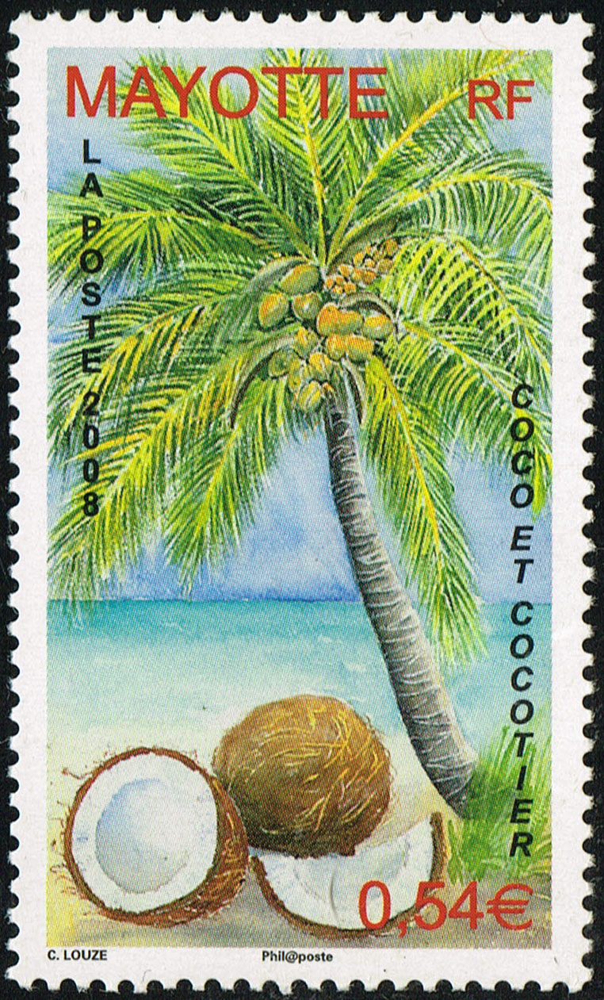 MAYOTTE RF
LA POSTE 2008
COCO ET COCOTIER
0,54€
C. LOUZE Phil@poste